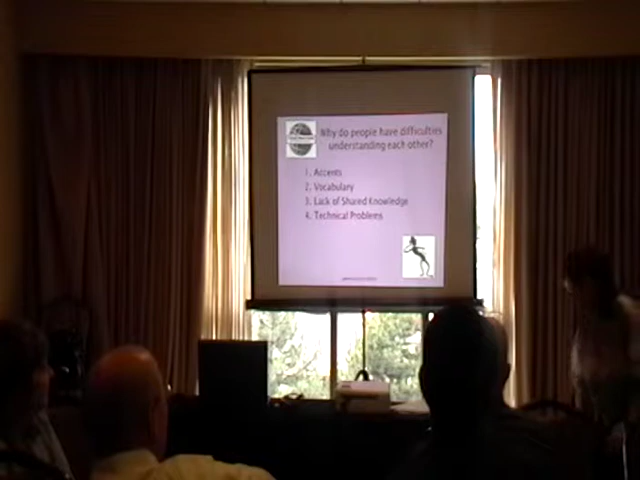 Why do people have difficulties
understanding each other?
1. Accents
2. Vocabulary
3. Lack of Shared Knowledge
4. Technical Problems